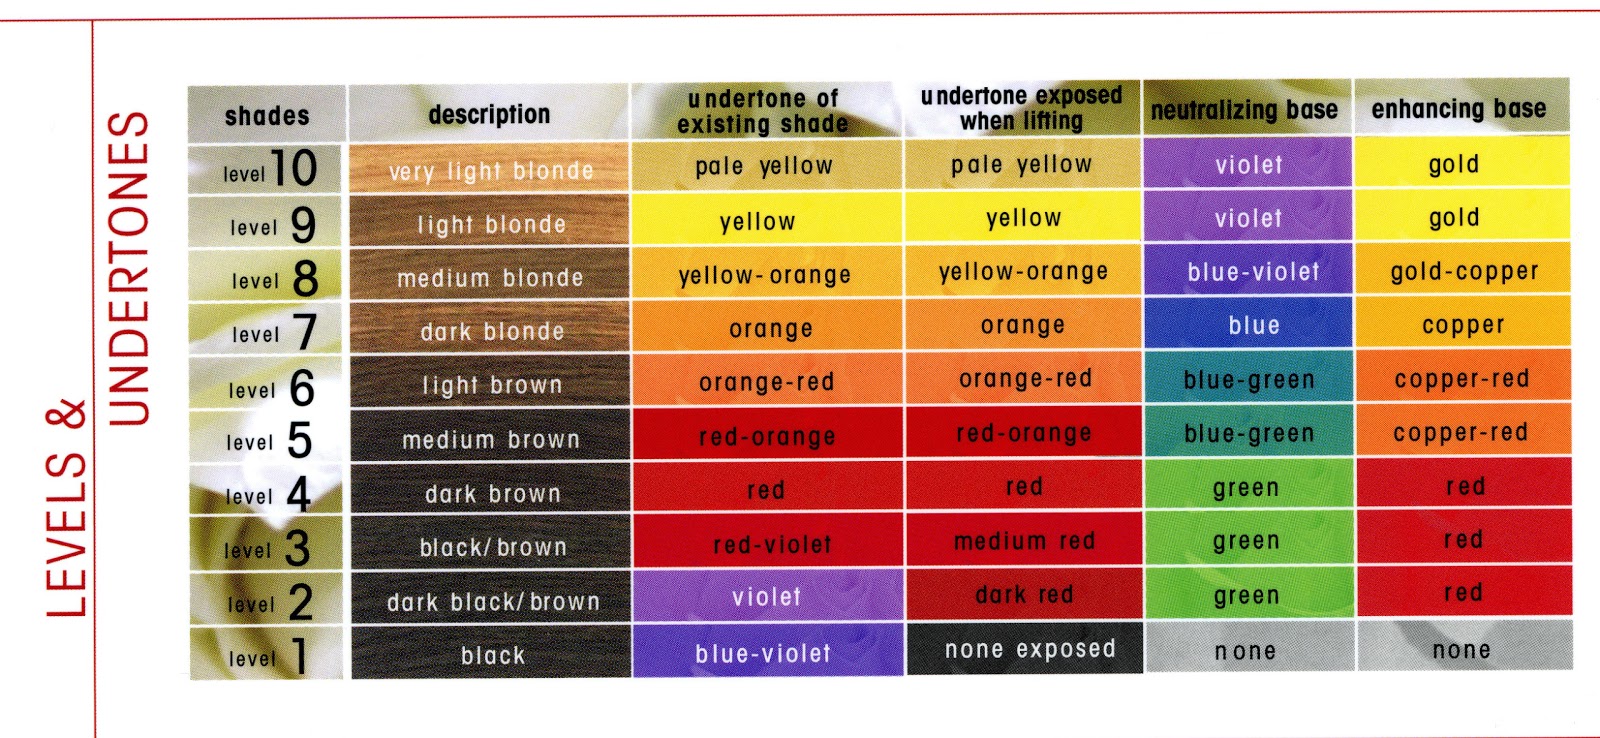 LEVELS &
UNDERTONES
shades description undertone of existing shade undertone exposed when lifting neutralizing base enhancing base
level 10 very light blonde pale yellow pale yellow violet gold
level 9 light blonde yellow yellow violet gold
level 8 medium blonde yellow-orange yellow-orange blue-violet gold-copper
level 7 dark blonde orange orange blue copper
level 6 light brown orange-red orange-red blue-green copper-red
level 5 medium brown red-orange red-orange blue-green copper-red
level 4 dark brown red red green red
level 3 black/brown red-violet medium red green red
level 2 dark black/brown violet dark red green red
level 1 black blue-violet none exposed none none